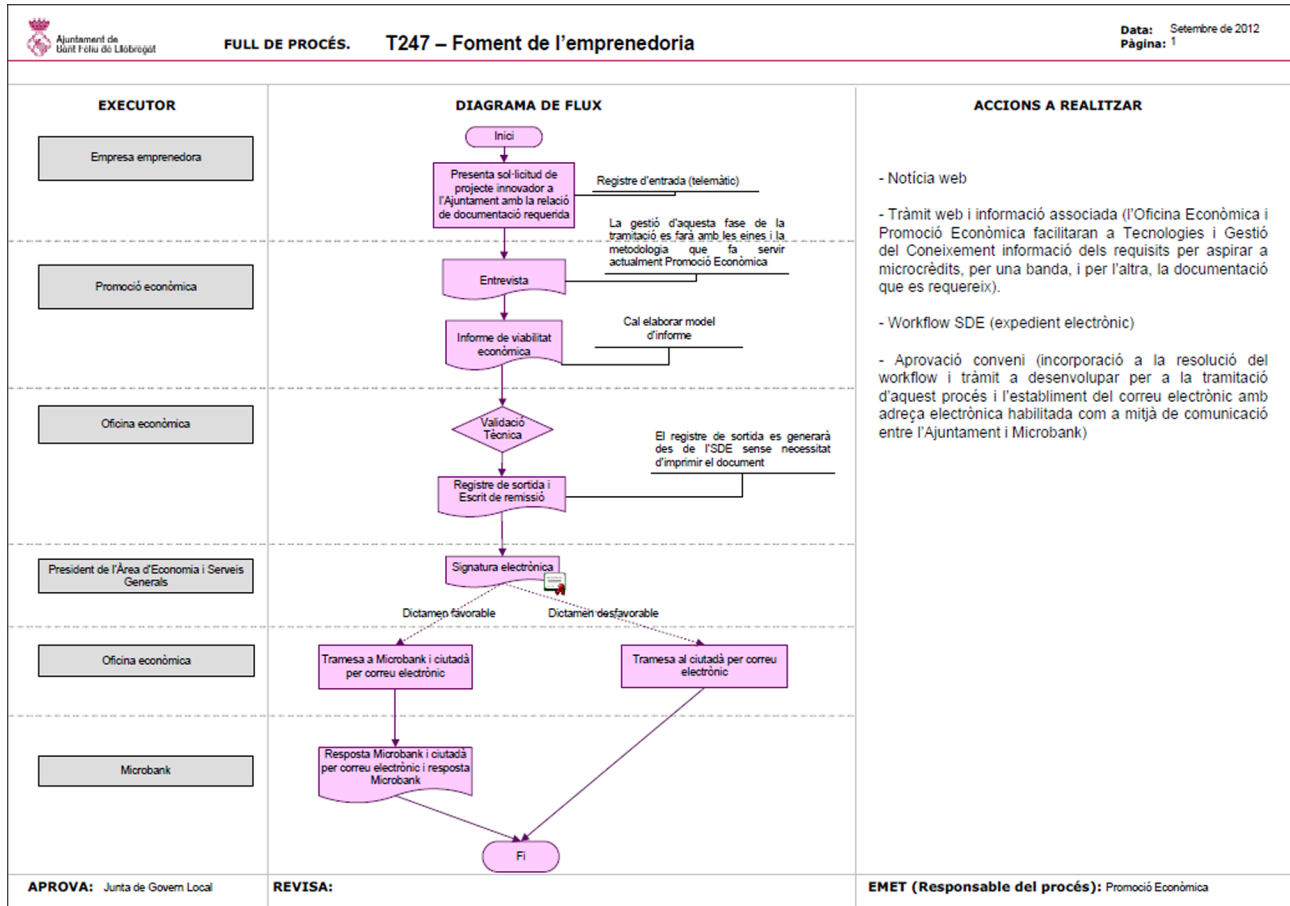 Ajuntament de
Sant Feliu de Llobregat
FULL DE PROCÉS.
T247 – Foment de l'emprenedoria
Data: Setembre de 2012
Pàgina: 1
EXECUTOR
DIAGRAMA DE FLUX
ACCIONS A REALITZAR
Empresa emprenedora
Inici
Presenta sol·licitud de
projecte innovador a
l'Ajuntament amb la relació
de documentació requerida
Registre d'entrada (telemàtic)
La gestió d'aquesta fase de la
tramitació es farà amb les eines i la
metodologia que fa servir
actualment Promoció Econòmica
Promoció econòmica
Entrevista
Informe de viabilitat
econòmica
Cal elaborar model
d'informe
Oficina econòmica
Validació
Tècnica
El registre de sortida es generarà
des de l'SDE sense necessitat
d'imprimir el document
Registre de sortida i
Escrit de remissió
President de l'Àrea d'Economia i Serveis
Generals
Signatura electrònica
Dictamen favorable
Dictamen desfavorable
Oficina econòmica
Tramesa a Microbank i ciutadà
per correu electrònic
Tramesa al ciutadà per correu
electrònic
Microbank
Resposta Microbank i ciutadà
per correu electrònic i resposta
Microbank
Fi
- Notícia web
- Tràmit web i informació associada (l'Oficina Econòmica i
Promoció Econòmica facilitaran a Tecnologies i Gestió
del Coneixement informació dels requisits per aspirar a
microcrèdits, per una banda, i per l'altra, la documentació
que es requereix).
- Workflow SDE (expedient electrònic)
- Aprovació conveni (incorporació a la resolució del
workflow i tràmit a desenvolupar per a la tramitació
d'aquest procés i l'establiment del correu electrònic amb
adreça electrònica habilitada com a mitjà de comunicació
entre l'Ajuntament i Microbank)
APROVA: Junta de Govern Local
REVISA:
EMET (Responsable del procés): Promoció Econòmica